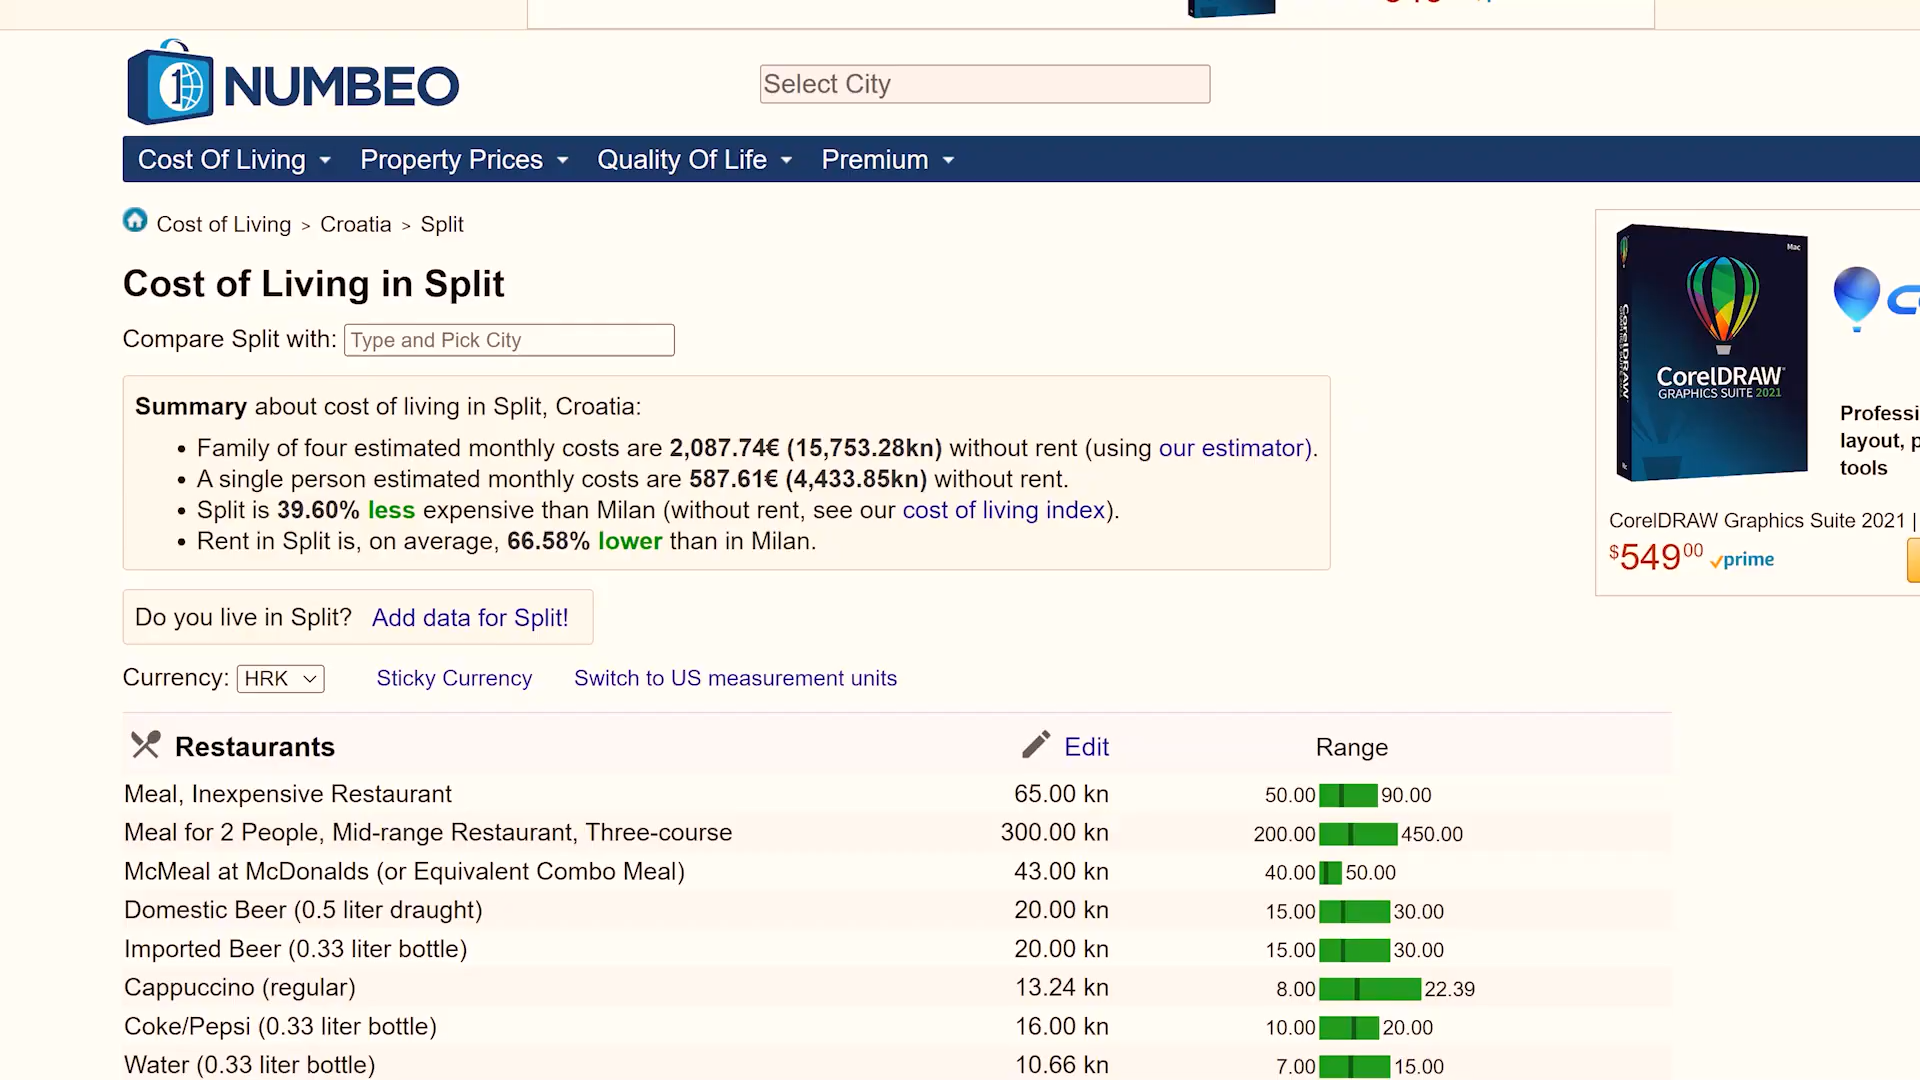 NUMBEO
Select City
Cost Of Living Property Prices Quality Of Life Premium
Cost of Living > Croatia > Split
Cost of Living in Split
Compare Split with: Type and Pick City
Summary about cost of living in Split, Croatia:
• Family of four estimated monthly costs are 2,087.74€ (15,753.28kn) without rent (using our estimator).
• A single person estimated monthly costs are 587.61€ (4,433.85kn) without rent.
• Split is 39.60% less expensive than Milan (without rent, see our cost of living index).
• Rent in Split is, on average, 66.58% lower than in Milan.
Do you live in Split? Add data for Split!
Currency: HRK Sticky Currency Switch to US measurement units
Restaurants Edit Range
Meal, Inexpensive Restaurant 65.00 kn 50.00 90.00
Meal for 2 People, Mid-range Restaurant, Three-course 300.00 kn 200.00 450.00
McMeal at McDonalds (or Equivalent Combo Meal) 43.00 kn 40.00 50.00
Domestic Beer (0.5 liter draught) 20.00 kn 15.00 30.00
Imported Beer (0.33 liter bottle) 20.00 kn 15.00 30.00
Cappuccino (regular) 13.24 kn 8.00 22.39
Coke/Pepsi (0.33 liter bottle) 16.00 kn 10.00 20.00
Water (0.33 liter bottle) 10.66 kn 7.00 15.00
Mac
CorelDRAW
GRAPHICS SUITE 2021
CorelDRAW
Professi
layout, p
tools
CorelDRAW Graphics Suite 2021 |
$54900 prime